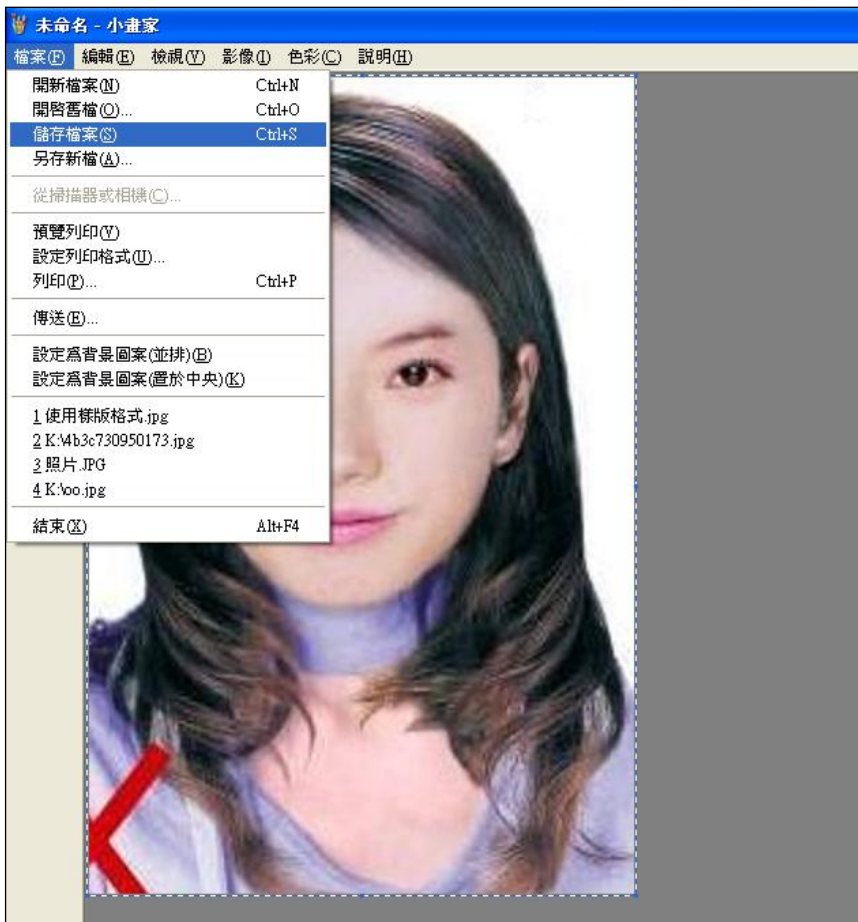 未命名 - 小畫家
檔案(F) 編輯(E) 檢視(V) 影像(I) 色彩(C) 說明(H)
開新檔案(N) Ctrl+N
開啓舊檔(O)... Ctrl+O
儲存檔案(S) Ctrl+S
另存新檔(A)...
從掃描器或相機(C)...
預覽列印(V)
設定列印格式(U)...
列印(P)... Ctrl+P
傳送(E)...
設定爲背景圖案(並排)(B)
設定爲背景圖案(置於中央)(K)
1 使用樣版格式.jpg
2 K:\4b3c730950173.jpg
3 照片.JPG
4 K:\oo.jpg
結束(X) Alt+F4